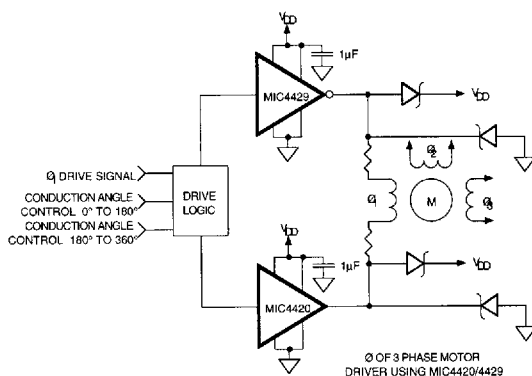 VDD
1µF
MIC4429
VDD
Ø2
Ø1 DRIVE SIGNAL
CONDUCTION ANGLE
CONTROL 0° TO 180°
CONDUCTION ANGLE
CONTROL 180° TO 360°
DRIVE
LOGIC
Ø1
M
Ø3
VDD
1µF
VDD
MIC4420
Ø OF 3 PHASE MOTOR
DRIVER USING MIC4420/4429